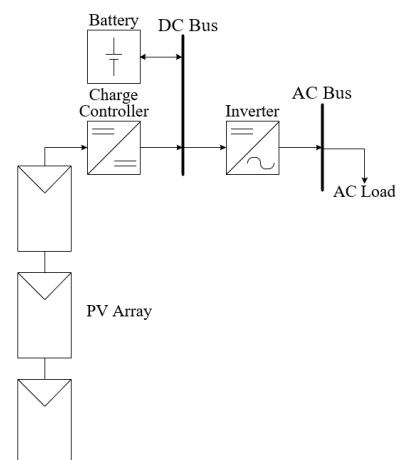 Battery
DC Bus
Charge
Controller
Inverter
AC Bus
AC Load
PV Array